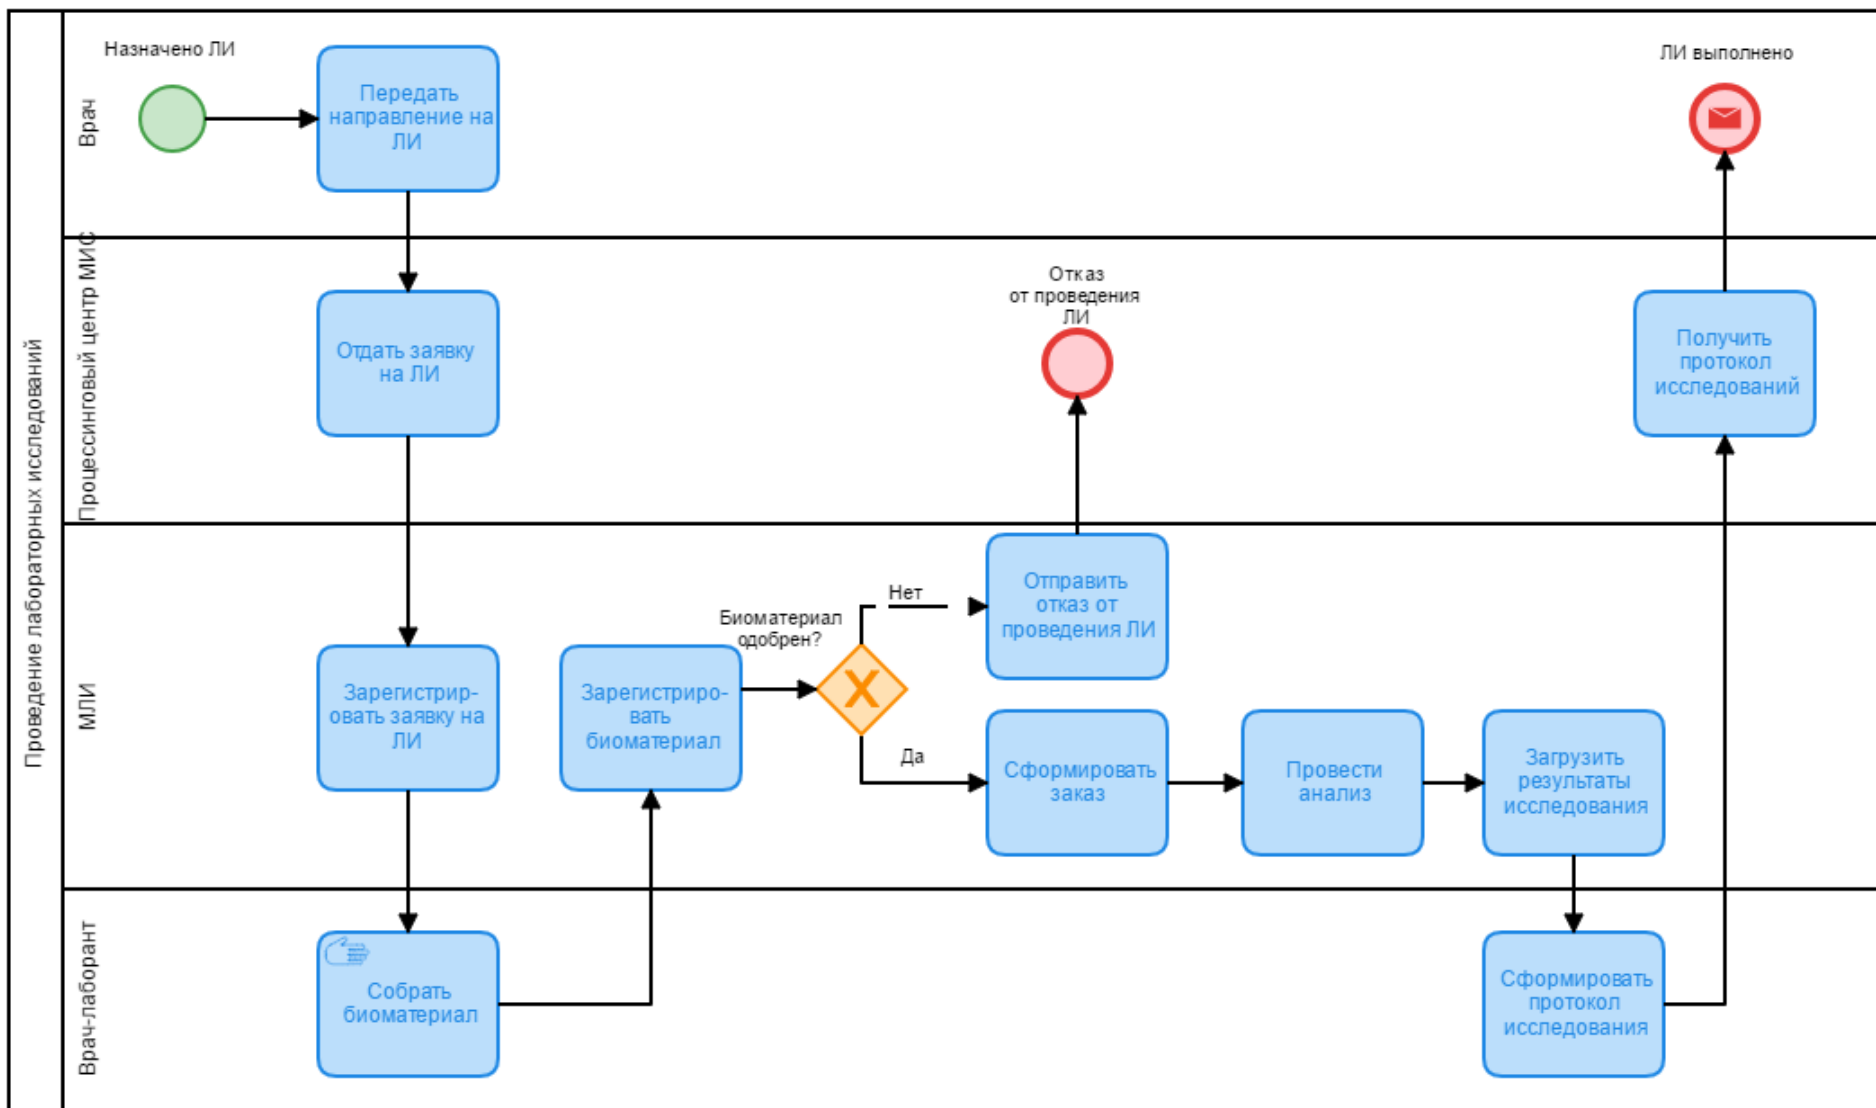 Проведение лабораторных исследований
Врач
Назначено ЛИ
Передать
направление на
ЛИ
ЛИ выполнено
Процессинговый центр МИС
Отдать заявку
на ЛИ
Отказ
от проведения
ЛИ
Получить
протокол
исследований
МЛИ
Зарегистрир-
овать заявку на
ЛИ
Зарегистриро-
вать
биоматериал
Биоматериал
одобрен?
Нет
Отправить
отказ от
проведения ЛИ
Да
Сформировать
заказ
Провести
анализ
Загрузить
результаты
исследования
Врач-лаборант
Собрать
биоматериал
Сформировать
протокол
исследования